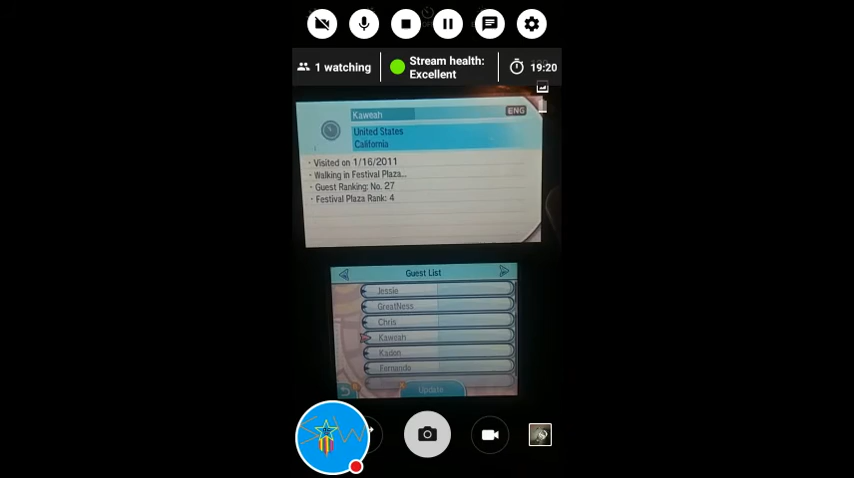 1 watching
Stream health:
Excellent
19:20
Kaweah
ENG
United States
California
• Visited on 1/16/2011
• Walking in Festival Plaza...
• Guest Ranking: No. 27
• Festival Plaza Rank: 4
Guest List
Jessie
GreatNess
Chris
Kaweah
Kaden
Fernando
Update